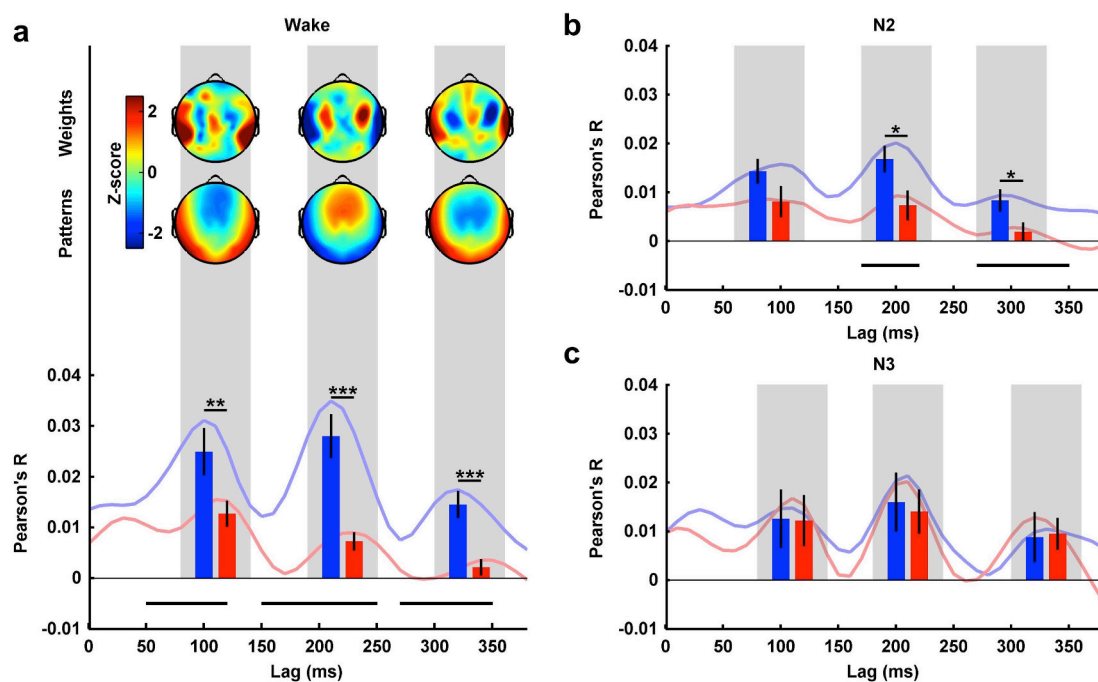 a
Wake
Weights
Patterns
Z-score
2
0
-2
**
***
***
Pearson's R
0.04
0.03
0.02
0.01
0
-0.01
0 50 100 150 200 250 300 350
Lag (ms)
b
N2
*
*
Pearson's R
0.04
0.03
0.02
0.01
0
-0.01
0 50 100 150 200 250 300 350
Lag (ms)
c
N3
Pearson's R
0.04
0.03
0.02
0.01
0
-0.01
0 50 100 150 200 250 300 350
Lag (ms)